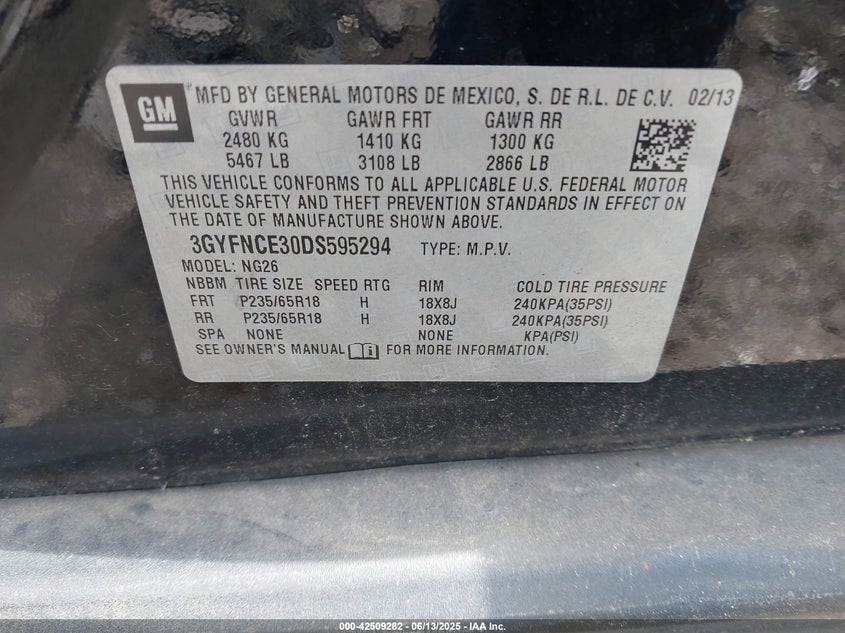 GM MFD BY GENERAL MOTORS DE MEXICO, S. DE R.L. DE C.V. 02/13
GVWR GAWR FRT GAWR RR
2480 KG 1410 KG 1300 KG
5467 LB 3108 LB 2866 LB
THIS VEHICLE CONFORMS TO ALL APPLICABLE U.S. FEDERAL MOTOR
VEHICLE SAFETY AND THEFT PREVENTION STANDARDS IN EFFECT ON
THE DATE OF MANUFACTURE SHOWN ABOVE.
3GYFNCE30DS595294 TYPE: M.P.V.
MODEL: NG26
NBBM TIRE SIZE SPEED RTG RIM COLD TIRE PRESSURE
FRT P235/65R18 H 18X8J 240KPA(35PSI)
RR P235/65R18 H 18X8J 240KPA(35PSI)
SPA NONE NONE KPA(PSI)
SEE OWNER'S MANUAL FOR MORE INFORMATION.
000-42509282 - 06/13/2025 - IAA Inc.